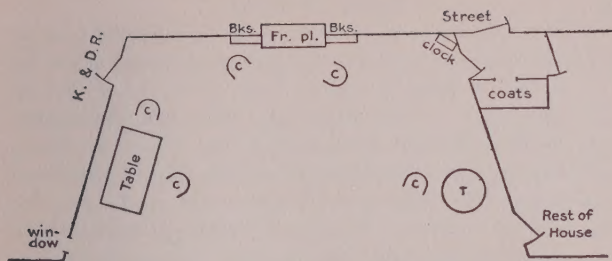 Street
Bks.
Fr. pl.
Bks.
clock
K. & D.R.
C
C
coats
C
Table
C
C
T
win-
dow
Rest of
House